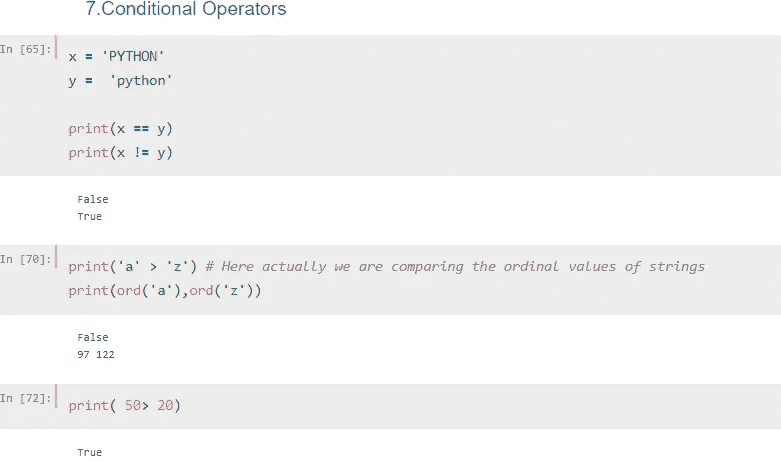 7.Conditional Operators
In [65]:
x = 'PYTHON'
y =  'python'
print(x == y)
print(x != y)
False
True
In [70]:
print('a' > 'z') # Here actually we are comparing the ordinal values of strings
print(ord('a'),ord('z'))
False
97 122
In [72]:
print( 50> 20)
True